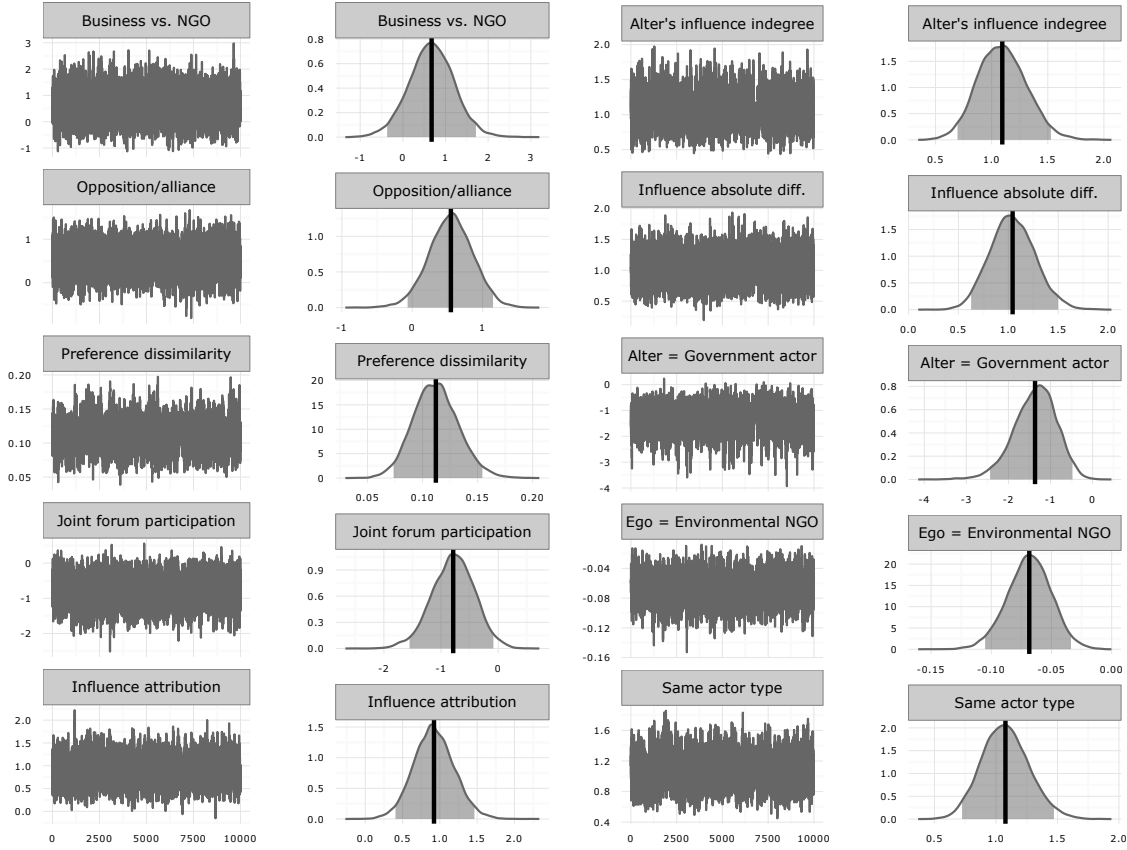 Business vs. NGO
3
2
1
0
-1
Business vs. NGO
0.8
0.6
0.4
0.2
0.0
-1 0 1 2 3
Alter's influence indegree
2.0
1.5
1.0
0.5
Alter's influence indegree
1.5
1.0
0.5
0.0
0.5 1.0 1.5 2.0
Opposition/alliance
1
0
Opposition/alliance
1.0
0.5
0.0
-1 0 1
Influence absolute diff.
2.0
1.5
1.0
0.5
Influence absolute diff.
1.5
1.0
0.5
0.0
0.0 0.5 1.0 1.5 2.0
Preference dissimilarity
0.20
0.15
0.10
0.05
Preference dissimilarity
20
15
10
5
0
0.05 0.10 0.15 0.20
Alter = Government actor
0
-1
-2
-3
-4
Alter = Government actor
0.8
0.6
0.4
0.2
0.0
-4 -3 -2 -1 0
Joint forum participation
0
-1
-2
Joint forum participation
0.9
0.6
0.3
0.0
-2 -1 0
Ego = Environmental NGO
-0.04
-0.08
-0.12
-0.16
Ego = Environmental NGO
20
15
10
5
0
-0.15 -0.10 -0.05 0.00
Influence attribution
2.0
1.5
1.0
0.5
0.0
0 2500 5000 7500 10000
Influence attribution
1.5
1.0
0.5
0.0
0.0 0.5 1.0 1.5 2.0
Same actor type
1.6
1.2
0.8
0.4
0 2500 5000 7500 10000
Same actor type
2.0
1.5
1.0
0.5
0.0
0.5 1.0 1.5 2.0